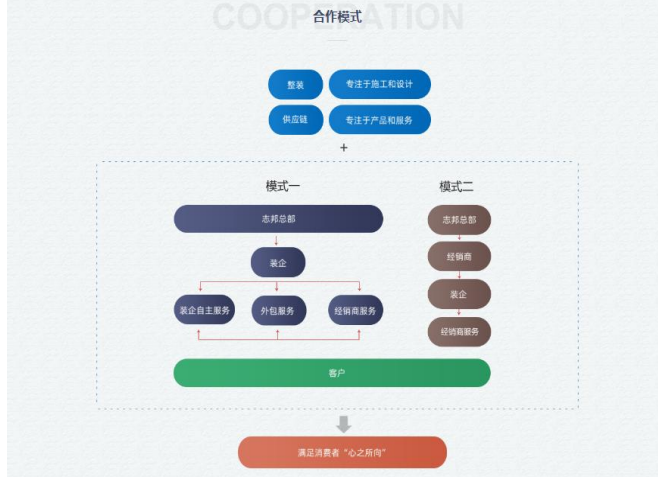 COOPERATION
合作模式
整装 专注于施工和设计
供应链 专注于产品和服务
+
模式一 模式二
志邦总部 志邦总部
装企 经销商
装企
装企自主服务 外包服务 经销商服务
经销商服务
客户
满足消费者“心之所向”